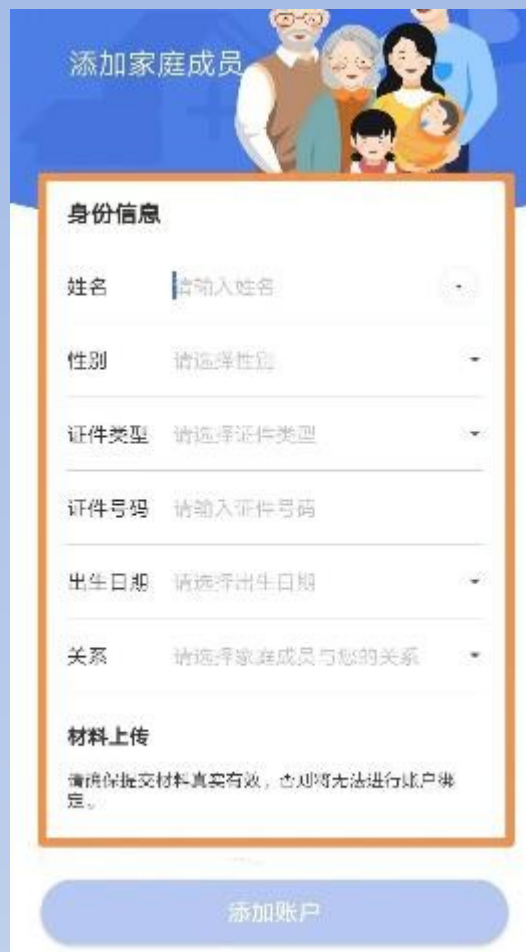 添加家庭成员
身份信息
姓名 请输入姓名
性别 请选择性别
证件类型 请选择证件类型
证件号码 请输入证件号码
出生日期 请选择出生日期
关系 请选择家庭成员与您的关系
材料上传
请确保提交材料真实有效，否则将无法进行账户绑
定。
添加账户